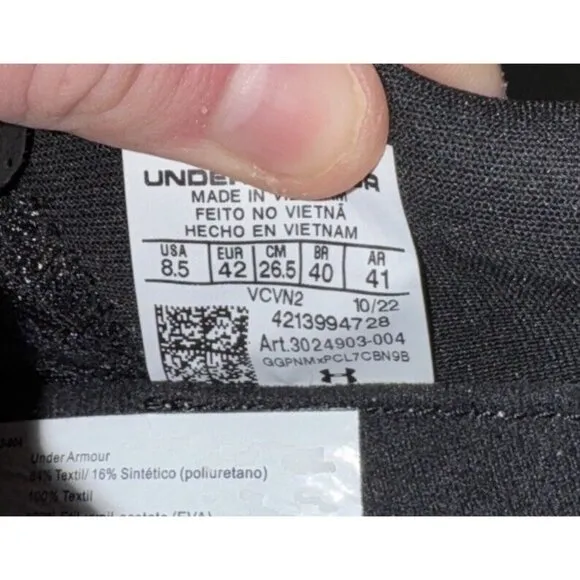 MADE IN
FEITO NO VIETNÃ
HECHO EN VIETNAM
USA EUR CM BR AR
8.5 42 26.5 40 41
VCVN2 10/22
4213994728
Art.3024903-004
GGPNMxPCL7CBN9B
Under Armour
84% Textil/ 16% Sintético (poliuretano)
100% Textil
(EVA)